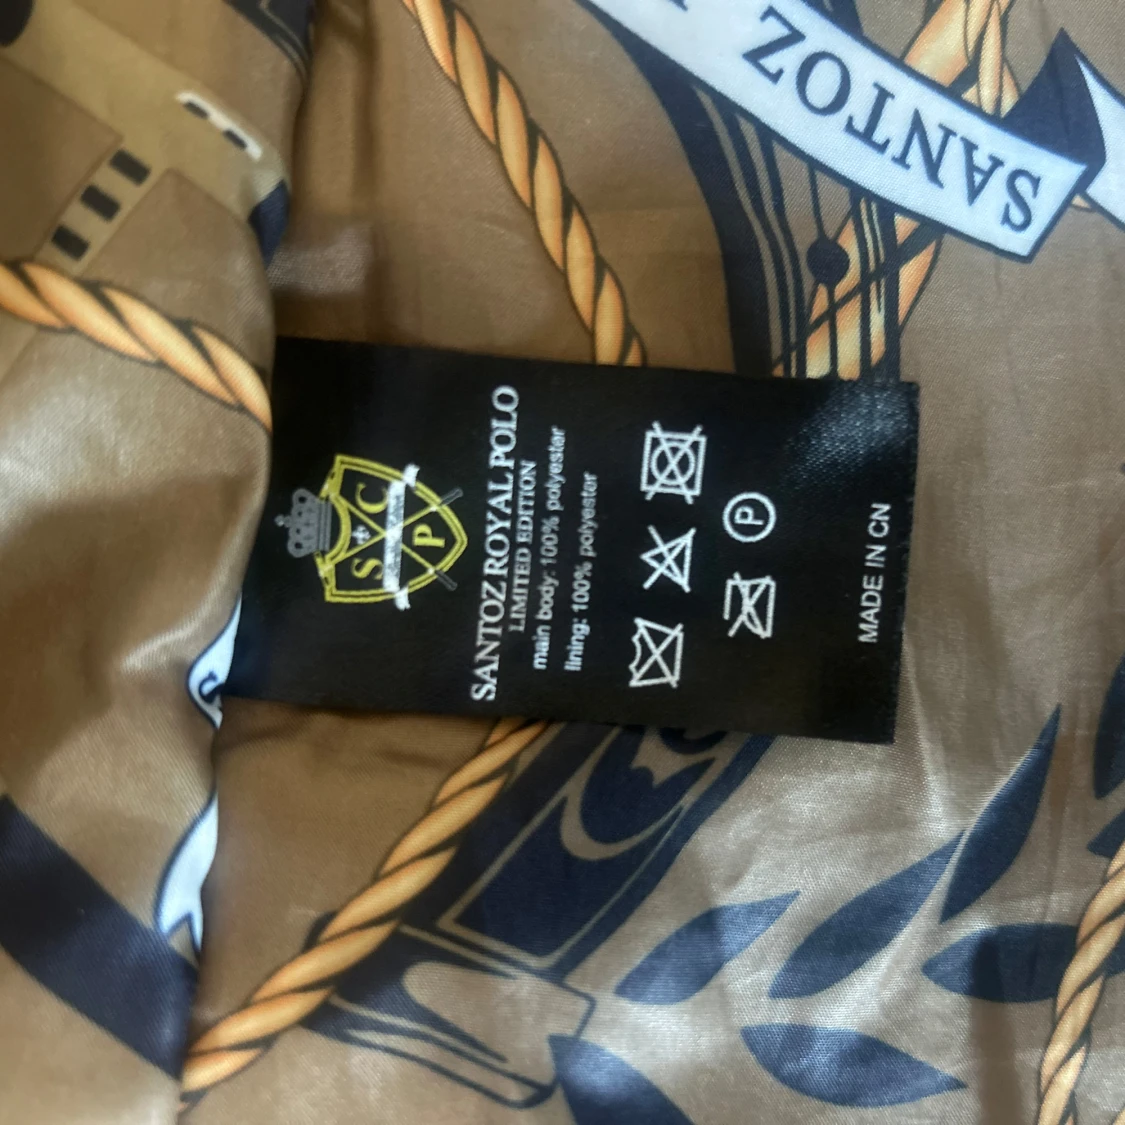 SANTOZ
S
S C
P
SANTOZ ROYAL POLO
LIMITED EDITION
main body: 100% polyester
lining: 100% polyester
P
MADE IN CN